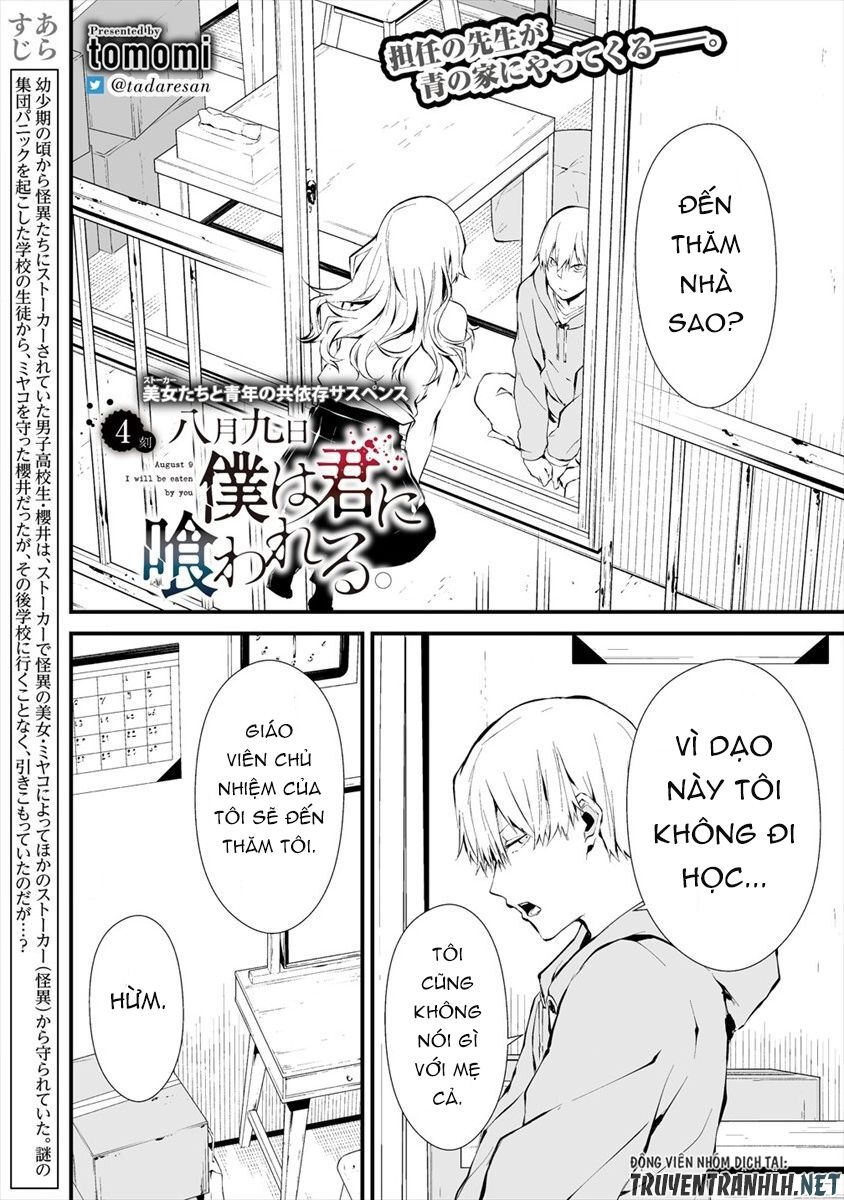 Presented by
tomomi
@tadaresan
担任の先生が
青の家にやってくる――。
ĐẾN
THĂM
NHÀ
SAO?
ストーカー
美女たちと青年の共依存サスペンス
4刻
八月九日
August 9
I will be eaten
by you
僕は君に
喰われる。
あら
すじ
幼少期の頃から怪異たちにストーカーされていた男子高校生・櫻井は、ストーカーで怪異の美女・ミヤコによってほかのストーカー(怪異)から守られていた。謎の
集団パニックを起こした学校の生徒から、ミヤコを守った櫻井だったが、その後学校に行くことなく、引きこもっていたのだが…?
VÌ DẠO
NÀY TÔI
KHÔNG ĐI
HỌC...
TÔI
CŨNG
KHÔNG
NÓI GÌ
VỚI MẸ
CẢ.
GIÁO
VIÊN CHỦ
NHIỆM CỦA
TÔI SẼ ĐẾN
THĂM TÔI.
HỪM.
ĐỘNG VIÊN NHÓM DỊCH TẠI:
TRUYENTRANHLH.NET